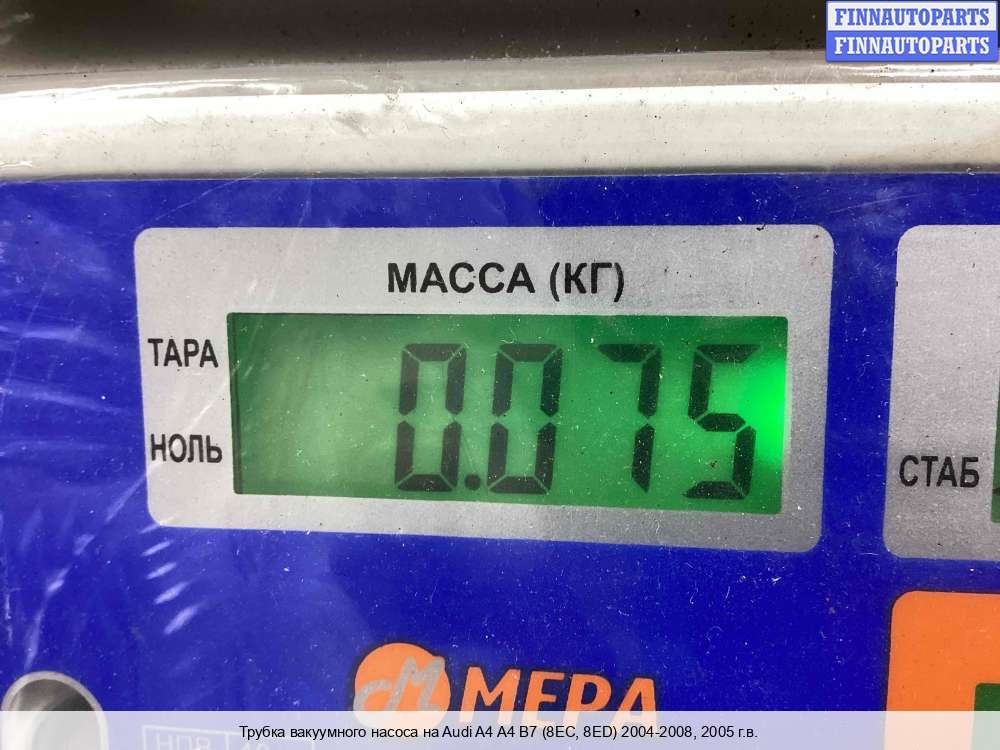 FINNAUTOPARTS
FINNAUTOPARTS
МАССА (КГ)
ТАРА
0.075
НОЛЬ
СТАБ
МЕРА
Трубка вакуумного насоса на Audi A4 A4 B7 (8EC, 8ED) 2004-2008, 2005 г.в.